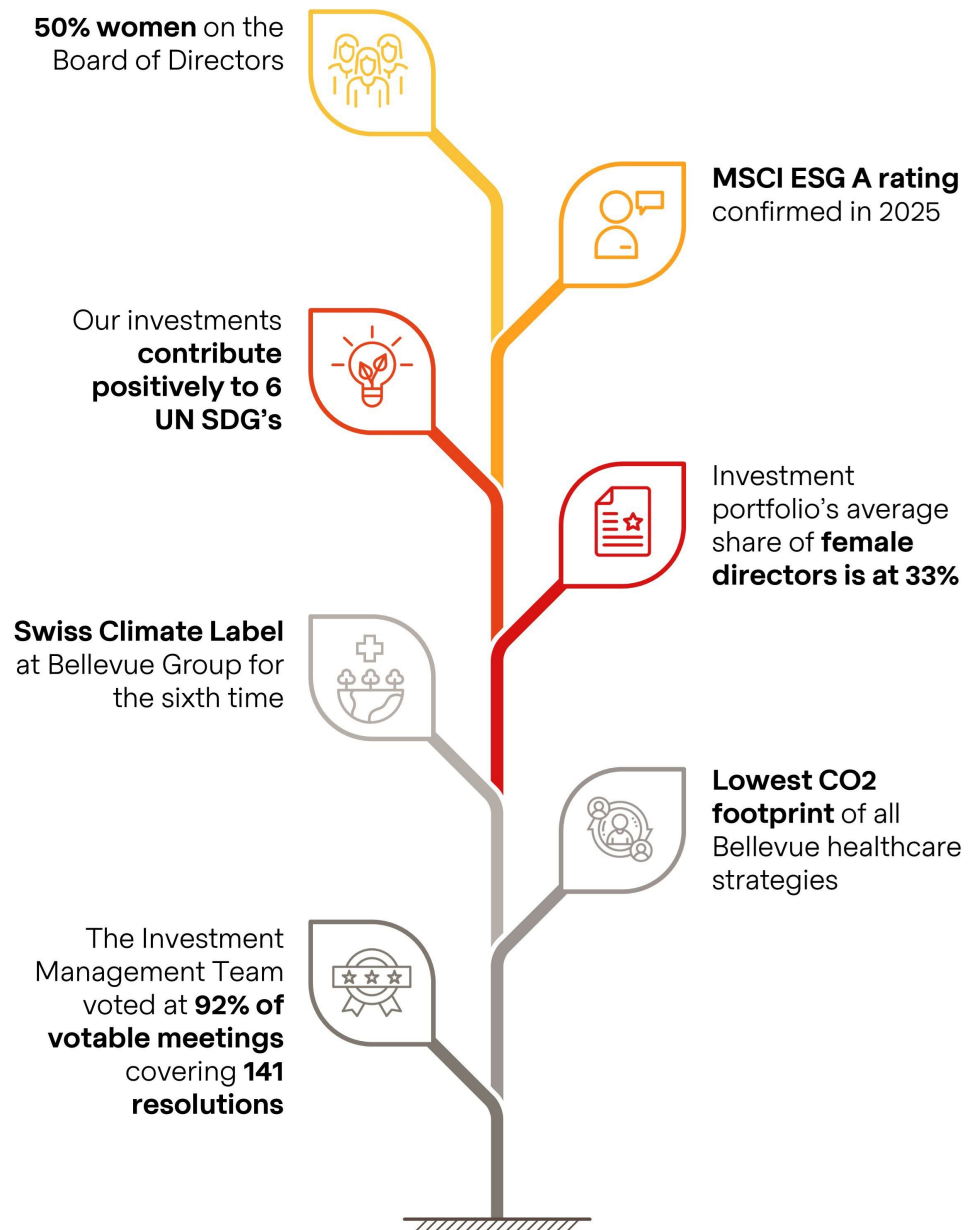 50% women on the
Board of Directors
MSCI ESG A rating
confirmed in 2025
Our investments
contribute
positively to 6
UN SDG’s
Investment
portfolio’s average
share of female
directors is at 33%
Swiss Climate Label
at Bellevue Group for
the sixth time
Lowest CO2
footprint of all
Bellevue healthcare
strategies
The Investment
Management Team
voted at 92% of
votable meetings
covering 141
resolutions